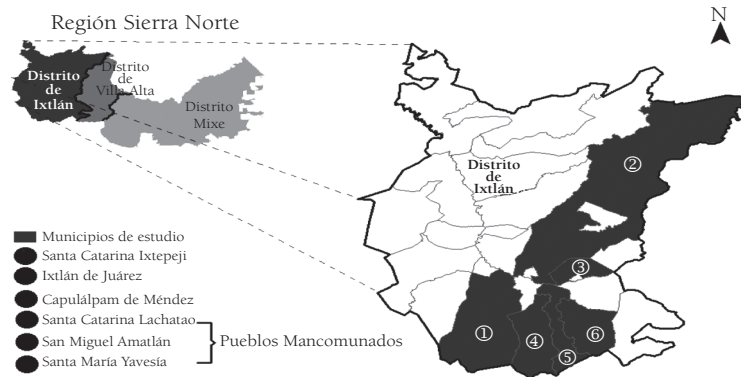 Región Sierra Norte
N
Distrito
de
Ixtlán
Distrito
de
Villa Alta
Distrito
Mixe
Distrito
de
Ixtlán
②
③
①
④
⑥
⑤
Municipios de estudio
Santa Catarina Ixtepeji
Ixtlán de Juárez
Capulálpam de Méndez
Santa Catarina Lachatao
San Miguel Amatlán
Santa María Yavesía
Pueblos Mancomunados